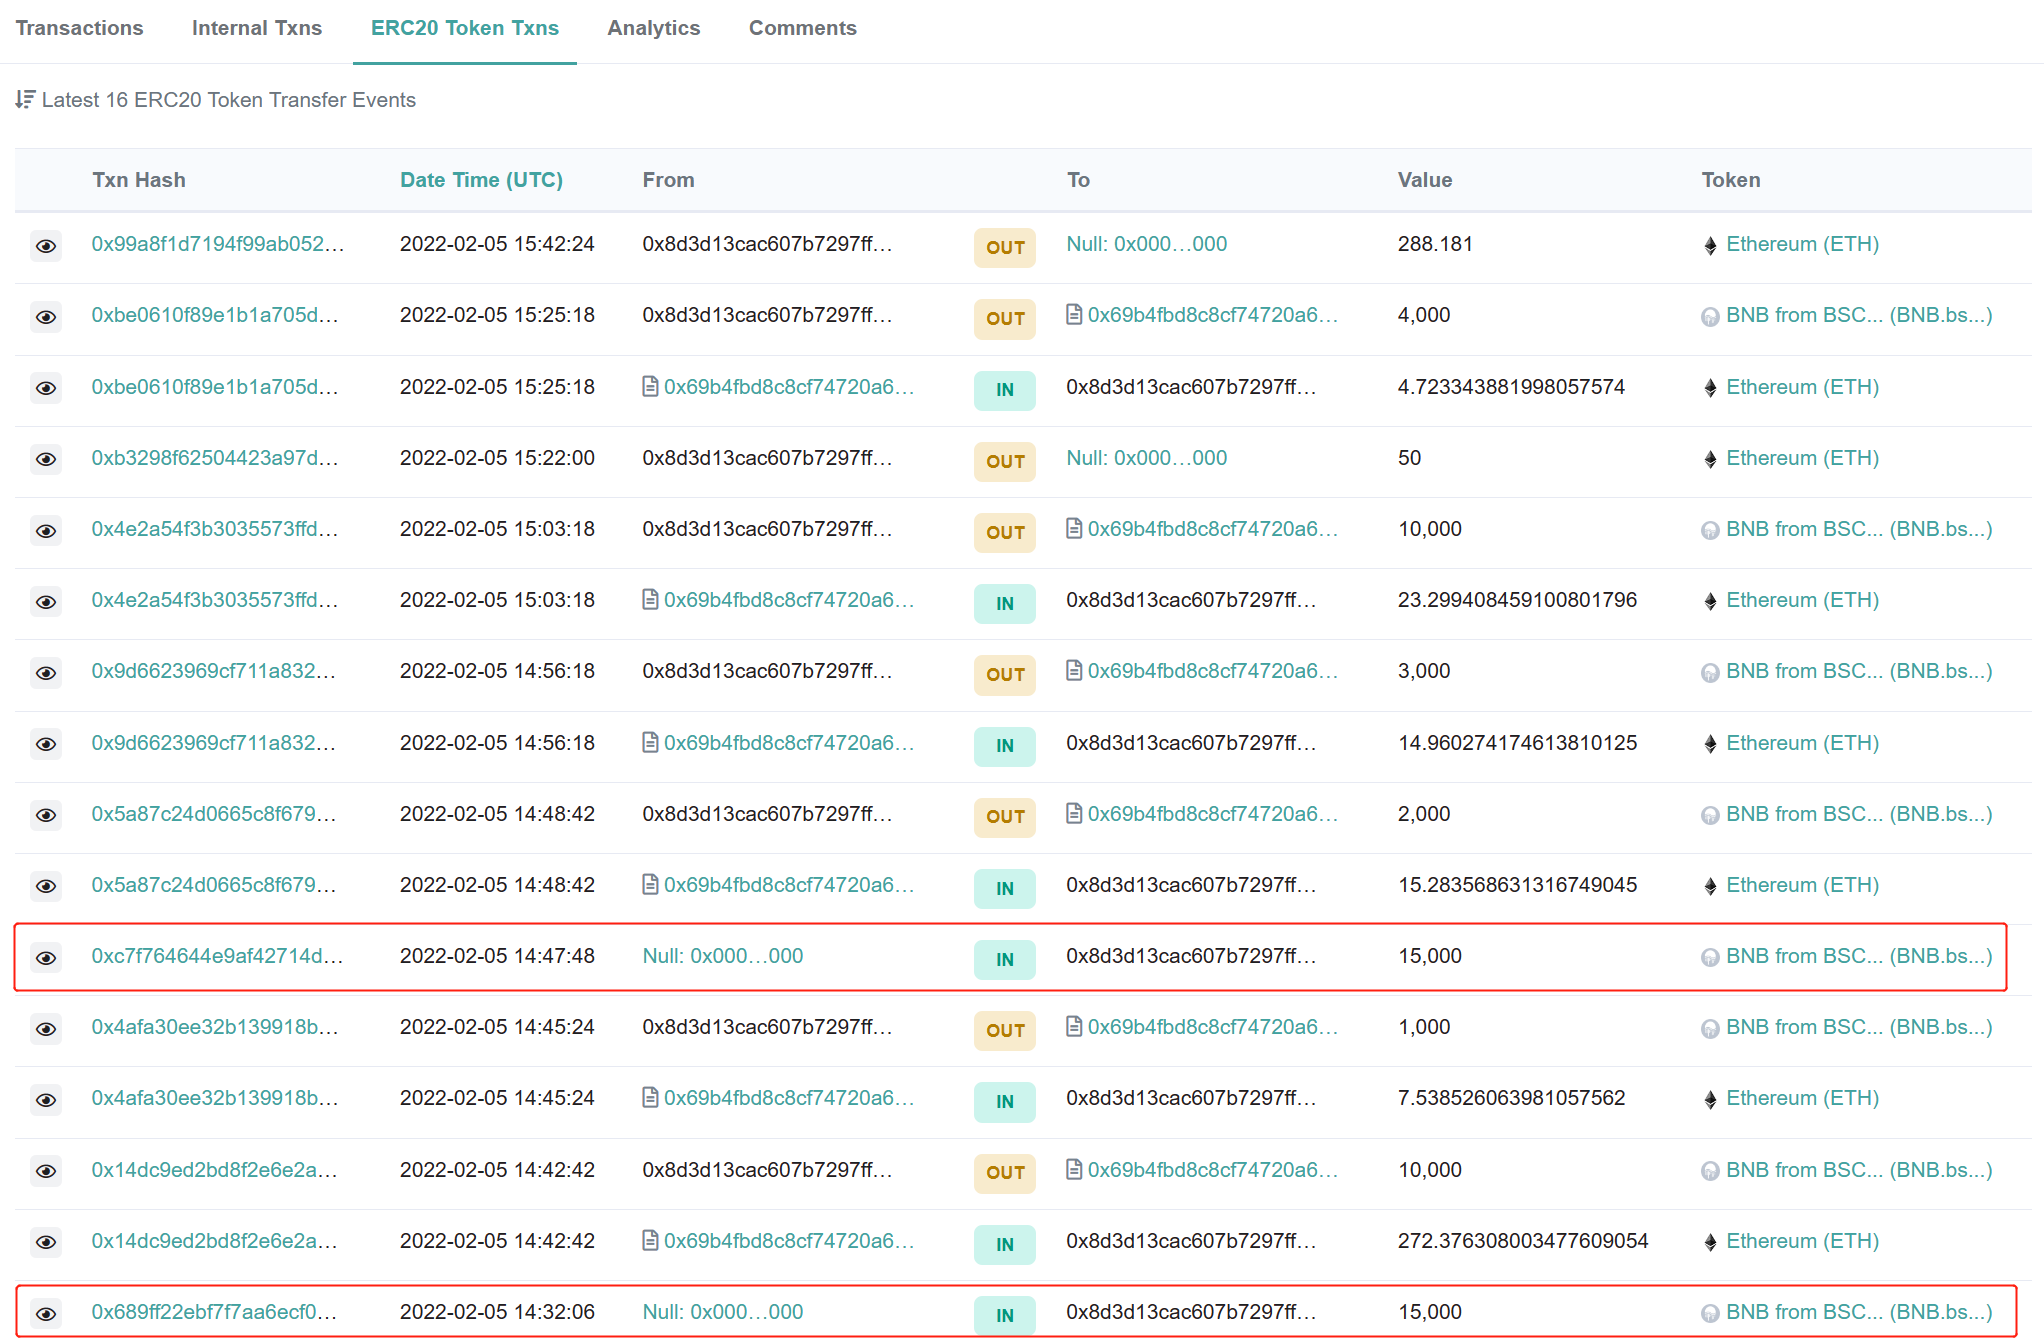 Transactions Internal Txns ERC20 Token Txns Analytics Comments
Latest 16 ERC20 Token Transfer Events
Txn Hash Date Time (UTC) From To Value Token
0x99a8f1d7194f99ab052... 2022-02-05 15:42:24 0x8d3d13cac607b7297ff... OUT Null: 0x000...000 288.181 Ethereum (ETH)
0xbe0610f89e1b1a705d... 2022-02-05 15:25:18 0x8d3d13cac607b7297ff... OUT 0x69b4fbd8c8cf74720a6... 4,000 BNB from BSC... (BNB.bs...)
0xbe0610f89e1b1a705d... 2022-02-05 15:25:18 0x69b4fbd8c8cf74720a6... IN 0x8d3d13cac607b7297ff... 4.723343881998057574 Ethereum (ETH)
0xb3298f62504423a97d... 2022-02-05 15:22:00 0x8d3d13cac607b7297ff... OUT Null: 0x000...000 50 Ethereum (ETH)
0x4e2a54f3b3035573ffd... 2022-02-05 15:03:18 0x8d3d13cac607b7297ff... OUT 0x69b4fbd8c8cf74720a6... 10,000 BNB from BSC... (BNB.bs...)
0x4e2a54f3b3035573ffd... 2022-02-05 15:03:18 0x69b4fbd8c8cf74720a6... IN 0x8d3d13cac607b7297ff... 23.299408459100801796 Ethereum (ETH)
0x9d6623969cf711a832... 2022-02-05 14:56:18 0x8d3d13cac607b7297ff... OUT 0x69b4fbd8c8cf74720a6... 3,000 BNB from BSC... (BNB.bs...)
0x9d6623969cf711a832... 2022-02-05 14:56:18 0x69b4fbd8c8cf74720a6... IN 0x8d3d13cac607b7297ff... 14.960274174613810125 Ethereum (ETH)
0x5a87c24d0665c8f679... 2022-02-05 14:48:42 0x8d3d13cac607b7297ff... OUT 0x69b4fbd8c8cf74720a6... 2,000 BNB from BSC... (BNB.bs...)
0x5a87c24d0665c8f679... 2022-02-05 14:48:42 0x69b4fbd8c8cf74720a6... IN 0x8d3d13cac607b7297ff... 15.283568631316749045 Ethereum (ETH)
0xc7f764644e9af42714d... 2022-02-05 14:47:48 Null: 0x000...000 IN 0x8d3d13cac607b7297ff... 15,000 BNB from BSC... (BNB.bs...)
0x4afa30ee32b139918b... 2022-02-05 14:45:24 0x8d3d13cac607b7297ff... OUT 0x69b4fbd8c8cf74720a6... 1,000 BNB from BSC... (BNB.bs...)
0x4afa30ee32b139918b... 2022-02-05 14:45:24 0x69b4fbd8c8cf74720a6... IN 0x8d3d13cac607b7297ff... 7.538526063981057562 Ethereum (ETH)
0x14dc9ed2bd8f2e6e2a... 2022-02-05 14:42:42 0x8d3d13cac607b7297ff... OUT 0x69b4fbd8c8cf74720a6... 10,000 BNB from BSC... (BNB.bs...)
0x14dc9ed2bd8f2e6e2a... 2022-02-05 14:42:42 0x69b4fbd8c8cf74720a6... IN 0x8d3d13cac607b7297ff... 272.376308003477609054 Ethereum (ETH)
0x689ff22ebf7f7aa6ecf0... 2022-02-05 14:32:06 Null: 0x000...000 IN 0x8d3d13cac607b7297ff... 15,000 BNB from BSC... (BNB.bs...)